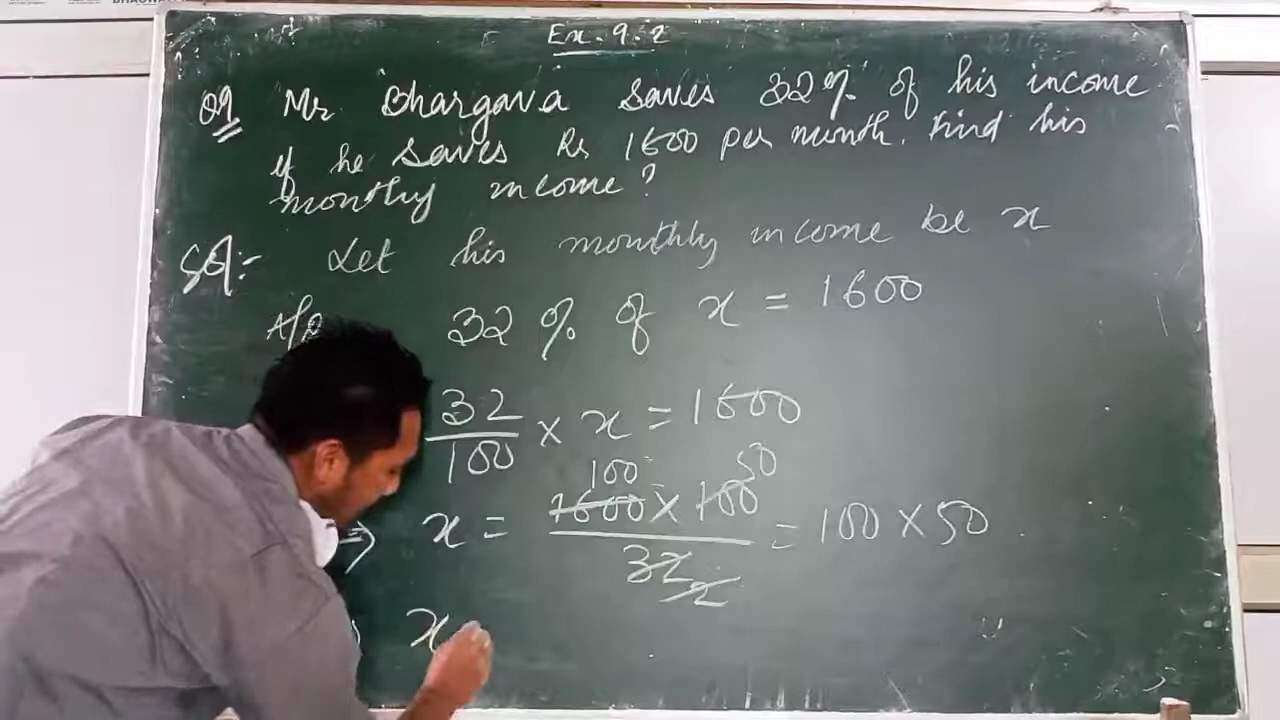 Ex. 9.2
Q9 Mr Bhargava saves 32% of his income
if he saves Rs 1600 per month. Find his
monthly income?
Sol:- Let his monthly income be x
32 % of x = 1600
32/100 × x = 1600
100 50
⇒ x = 1600 × 100 / 32 = 100 × 50
2
x